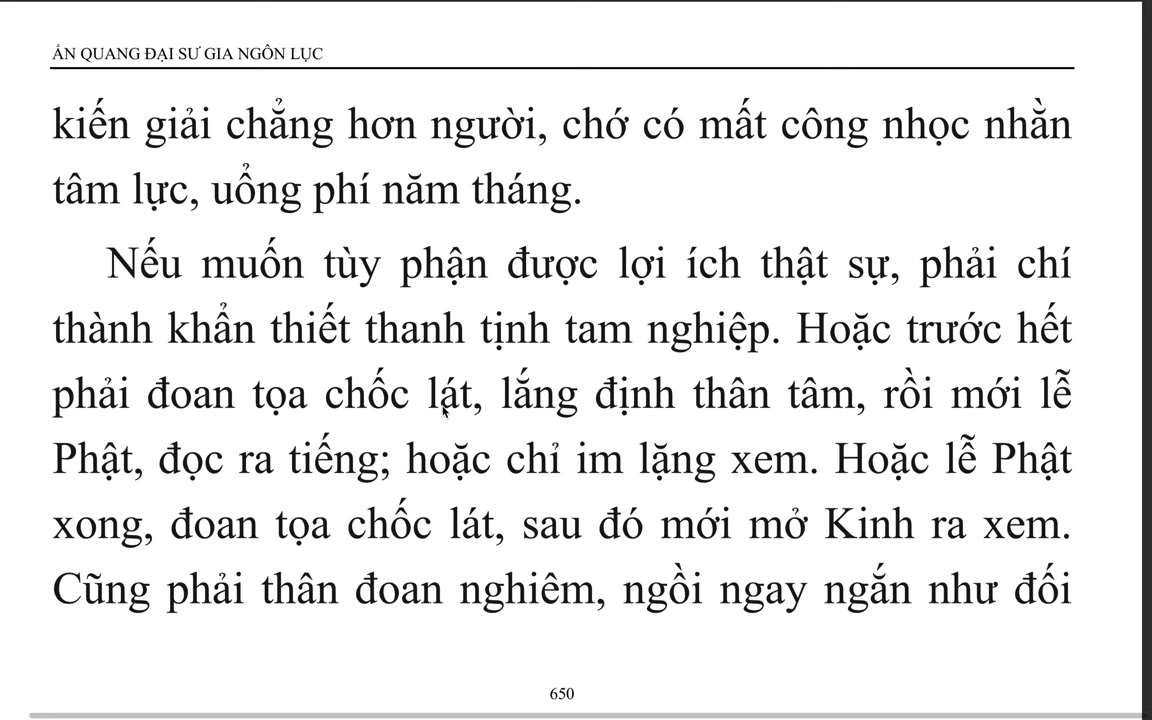 ẤN QUANG ĐẠI SƯ GIA NGÔN LỤC
kiến giải chẳng hơn người, chớ có mất công nhọc nhằn
tâm lực, uổng phí năm tháng.
Nếu muốn tùy phận được lợi ích thật sự, phải chí
thành khẩn thiết thanh tịnh tam nghiệp. Hoặc trước hết
phải đoan tọa chốc lát, lắng định thân tâm, rồi mới lễ
Phật, đọc ra tiếng; hoặc chỉ im lặng xem. Hoặc lễ Phật
xong, đoan tọa chốc lát, sau đó mới mở Kinh ra xem.
Cũng phải thân đoan nghiêm, ngồi ngay ngắn như đối
650